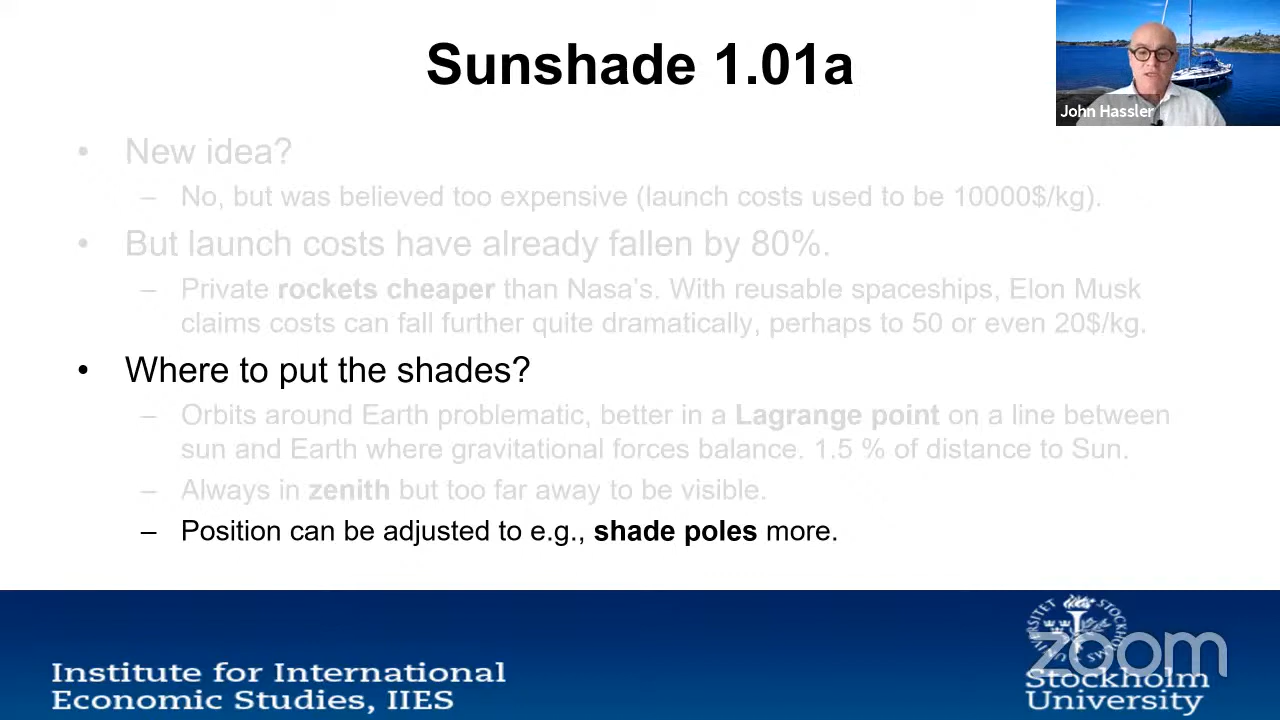 Sunshade 1.01a
John Hassler
• New idea?
– No, but was believed too expensive (launch costs used to be 10000$/kg).
• But launch costs have already fallen by 80%.
– Private rockets cheaper than Nasa’s. With reusable spaceships, Elon Musk
claims costs can fall further quite dramatically, perhaps to 50 or even 20$/kg.
• Where to put the shades?
– Orbits around Earth problematic, better in a Lagrange point on a line between
sun and Earth where gravitational forces balance. 1.5 % of distance to Sun.
– Always in zenith but too far away to be visible.
– Position can be adjusted to e.g., shade poles more.
Institute for International
Economic Studies, IIES
zoom
Stockholm
University